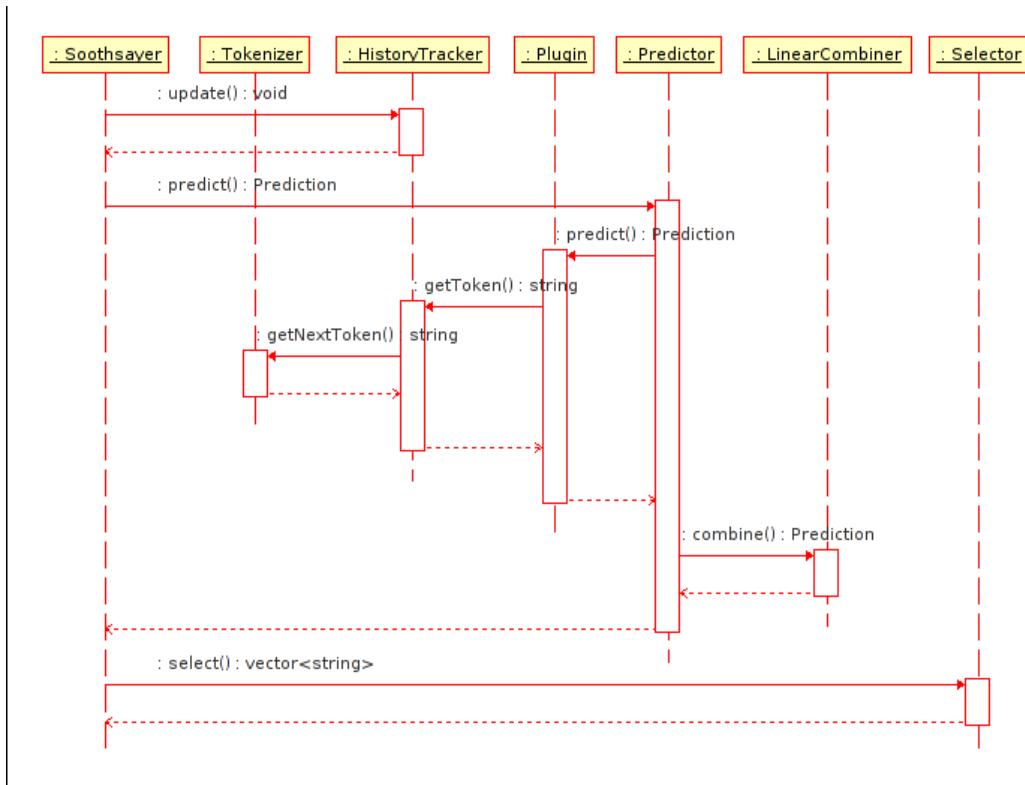 : Soothsayer
: Tokenizer
: HistoryTracker
: Plugin
: Predictor
: LinearCombiner
: Selector
: update() : void
: predict() : Prediction
: predict() : Prediction
: getToken() : string
: getNextToken() : string
: combine() : Prediction
: select() : vector<string>